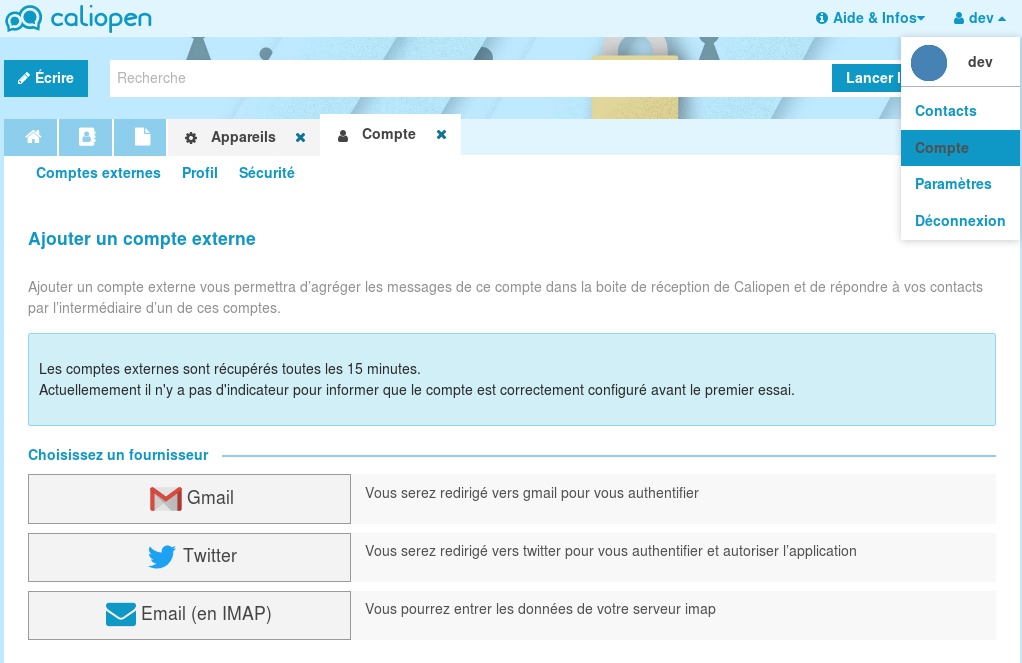 caliopen
Aide & Infos
dev
Écrire
Recherche
Lancer l
dev
Contacts
Compte
Paramètres
Déconnexion
Appareils
Compte
Comptes externes Profil Sécurité
Ajouter un compte externe
Ajouter un compte externe vous permettra d'agréger les messages de ce compte dans la boite de réception de Caliopen et de répondre à vos contacts
par l'intermédiaire d'un de ces comptes.
Les comptes externes sont récupérés toutes les 15 minutes.
Actuellemement il n'y a pas d'indicateur pour informer que le compte est correctement configuré avant le premier essai.
Choisissez un fournisseur
Gmail
Vous serez redirigé vers gmail pour vous authentifier
Twitter
Vous serez redirigé vers twitter pour vous authentifier et autoriser l'application
Email (en IMAP)
Vous pourrez entrer les données de votre serveur imap